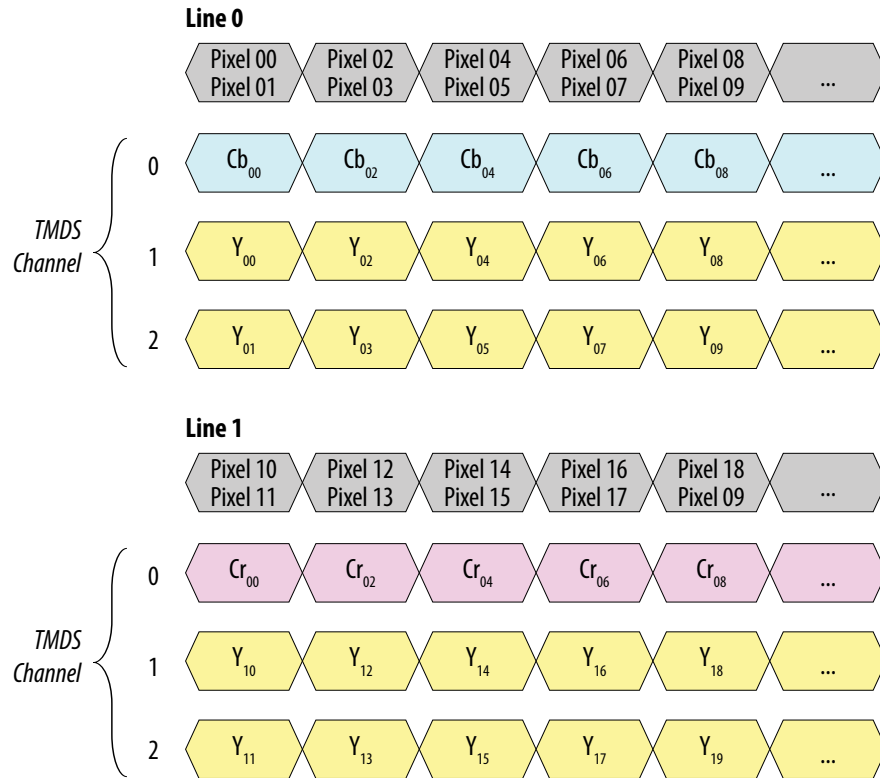 Line 0
Pixel 00 Pixel 02 Pixel 04 Pixel 06 Pixel 08
Pixel 01 Pixel 03 Pixel 05 Pixel 07 Pixel 09 ...
0 Cb00 Cb02 Cb04 Cb06 Cb08 ...
TMDS
Channel
1 Y00 Y02 Y04 Y06 Y08 ...
2 Y01 Y03 Y05 Y07 Y09 ...
Line 1
Pixel 10 Pixel 12 Pixel 14 Pixel 16 Pixel 18
Pixel 11 Pixel 13 Pixel 15 Pixel 17 Pixel 09 ...
0 Cr00 Cr02 Cr04 Cr06 Cr08 ...
TMDS
Channel
1 Y10 Y12 Y14 Y16 Y18 ...
2 Y11 Y13 Y15 Y17 Y19 ...